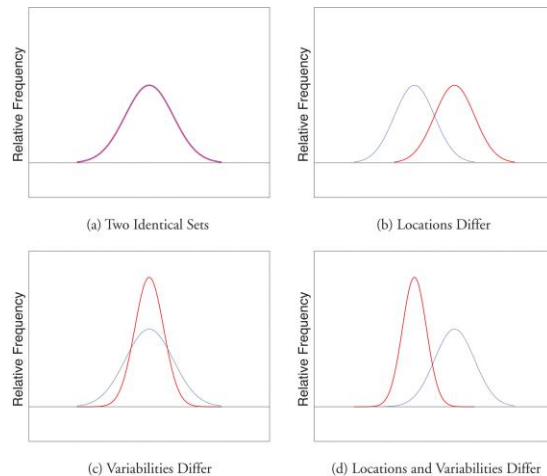 Relative Frequency
Relative Frequency
(a) Two Identical Sets
(b) Locations Differ
Relative Frequency
Relative Frequency
(c) Variabilities Differ
(d) Locations and Variabilities Differ